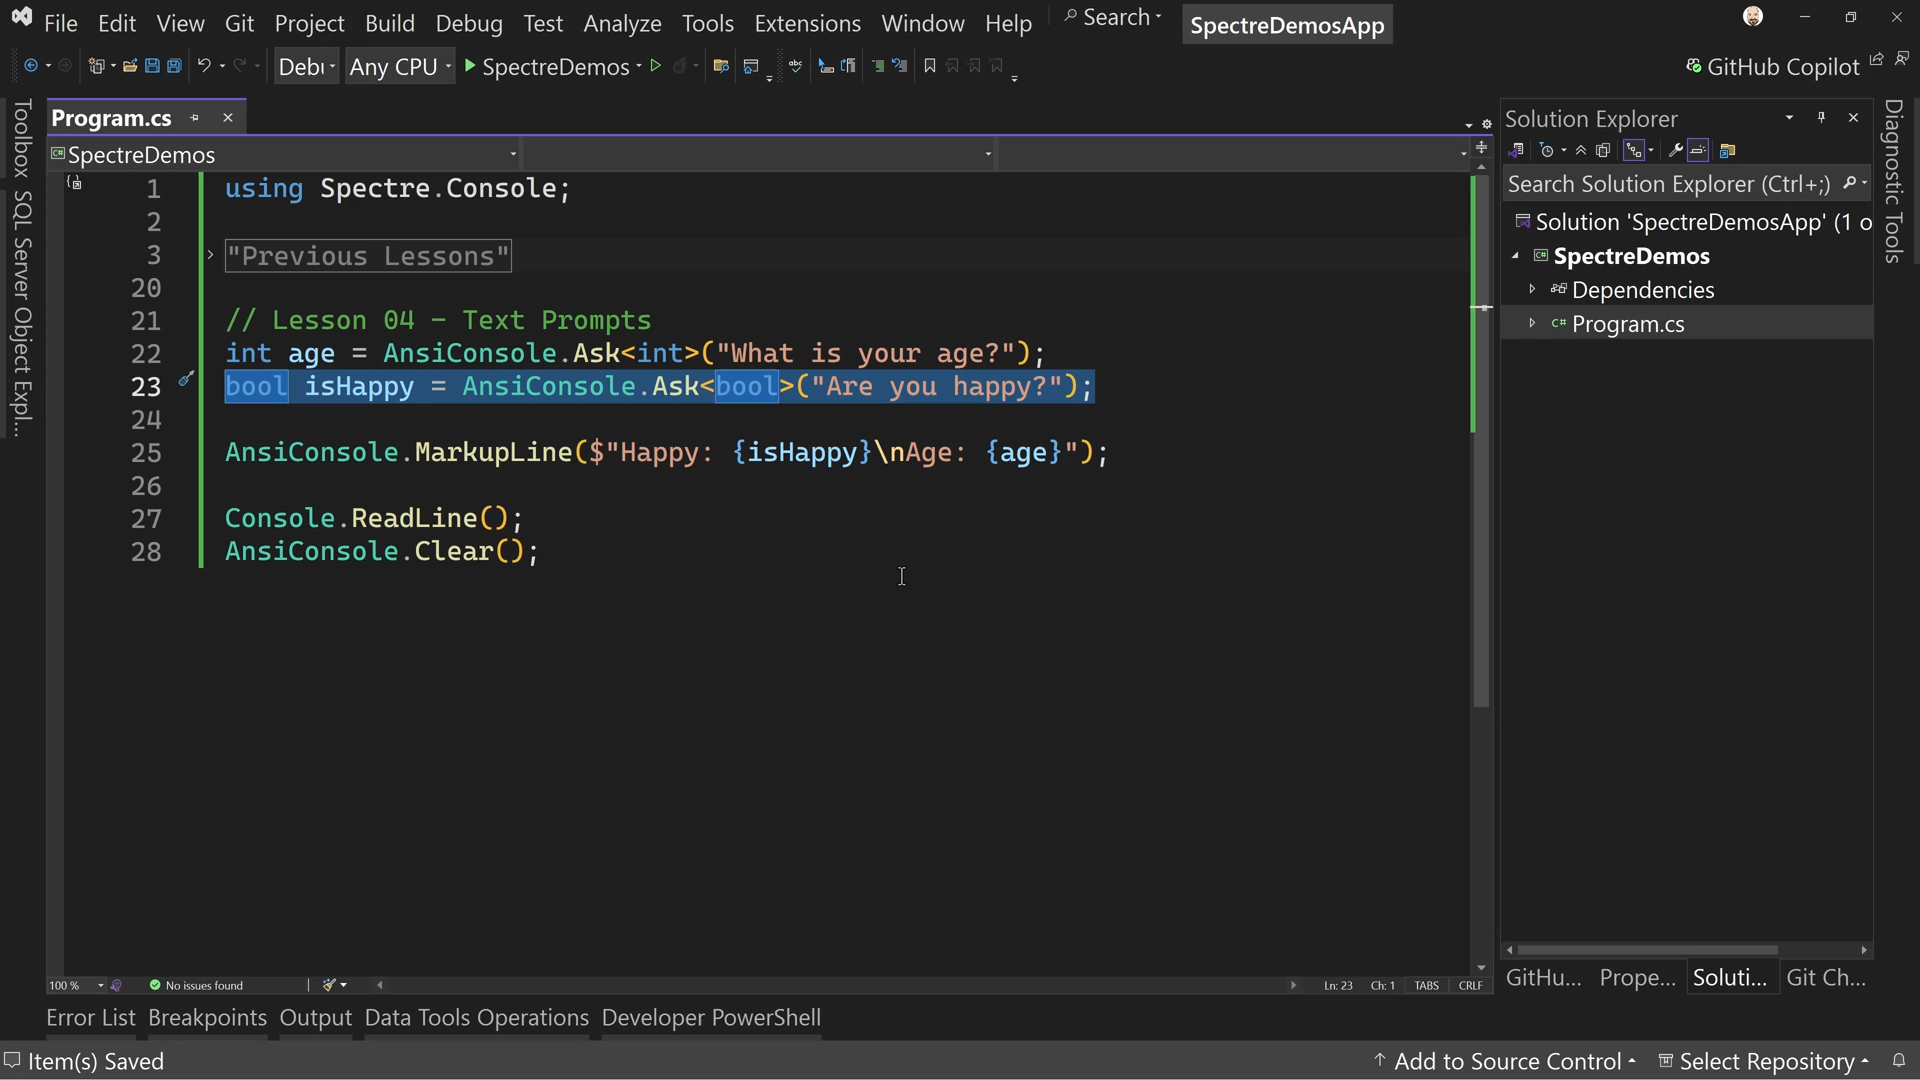 File Edit View Git Project Build Debug Test Analyze Tools Extensions Window Help Search SpectreDemosApp
Debu Any CPU SpectreDemos GitHub Copilot
Program.cs
SpectreDemos
Toolbox
SQL Server Object Expl...
1 using Spectre.Console;
2
3 "Previous Lessons"
20
21 // Lesson 04 - Text Prompts
22 int age = AnsiConsole.Ask<int>("What is your age?");
23 bool isHappy = AnsiConsole.Ask<bool>("Are you happy?");
24
25 AnsiConsole.MarkupLine($"Happy: {isHappy}\nAge: {age}");
26
27 Console.ReadLine();
28 AnsiConsole.Clear();
100 % No issues found Ln: 23 Ch: 1 TABS CRLF
Solution Explorer
Search Solution Explorer (Ctrl+;)
Solution 'SpectreDemosApp' (1 o
SpectreDemos
Dependencies
C# Program.cs
GitHu... Prope... Soluti... Git Ch...
Diagnostic Tools
Error List Breakpoints Output Data Tools Operations Developer PowerShell
Item(s) Saved Add to Source Control Select Repository